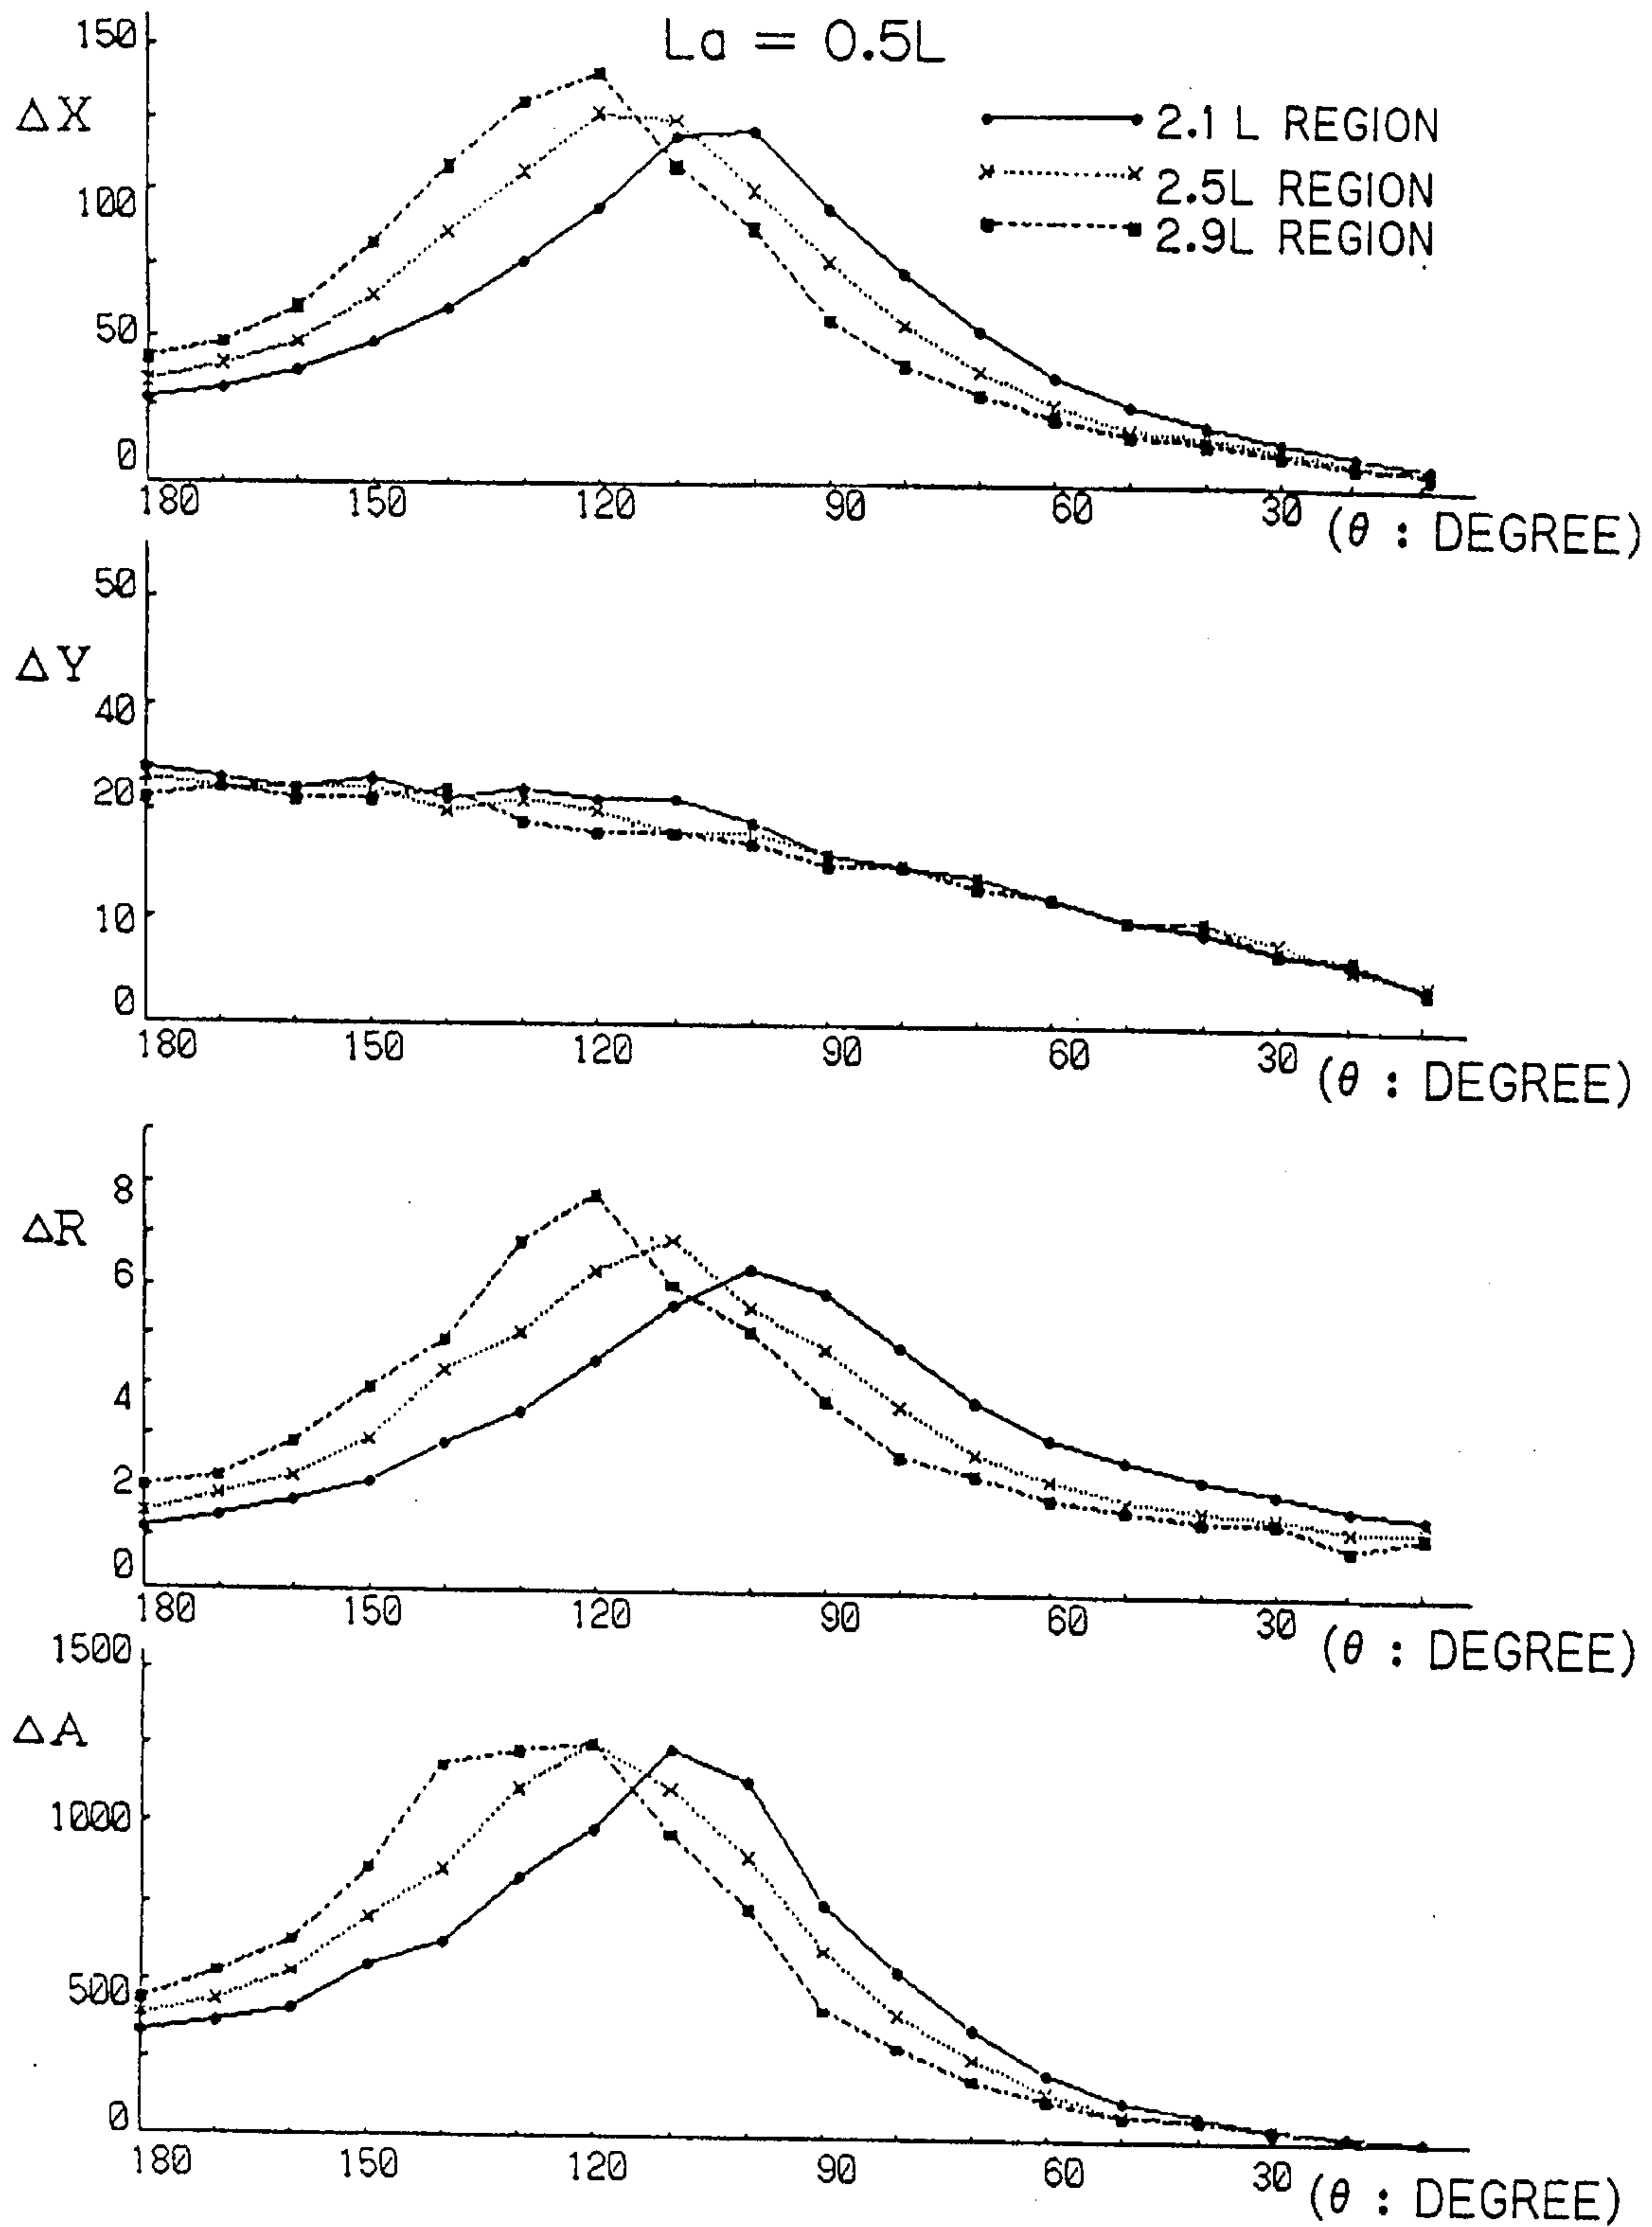 La = 0.5L
150
ΔX
100
50
0
2.1 L REGION
2.5L REGION
2.9L REGION
180 150 120 90 60 30 (θ : DEGREE)
50
ΔY
40
20
10
0
180 150 120 90 60 30 (θ : DEGREE)
8
ΔR
6
4
2
0
180 150 120 90 60 30 (θ : DEGREE)
1500
ΔA
1000
500
0
180 150 120 90 60 30 (θ : DEGREE)